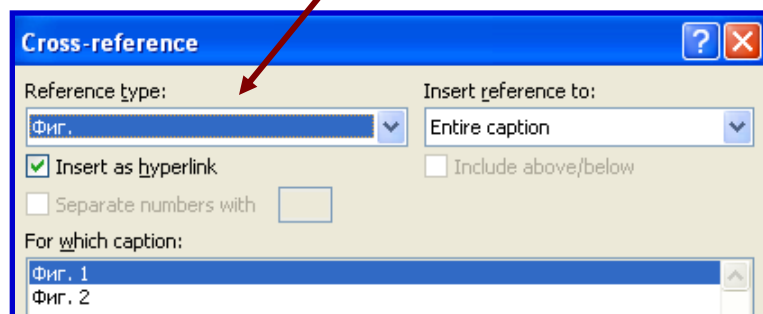 Cross-reference
Reference type:
Insert reference to:
Фиг.
Entire caption
Insert as hyperlink
Include above/below
Separate numbers with
For which caption:
Фиг. 1
Фиг. 2